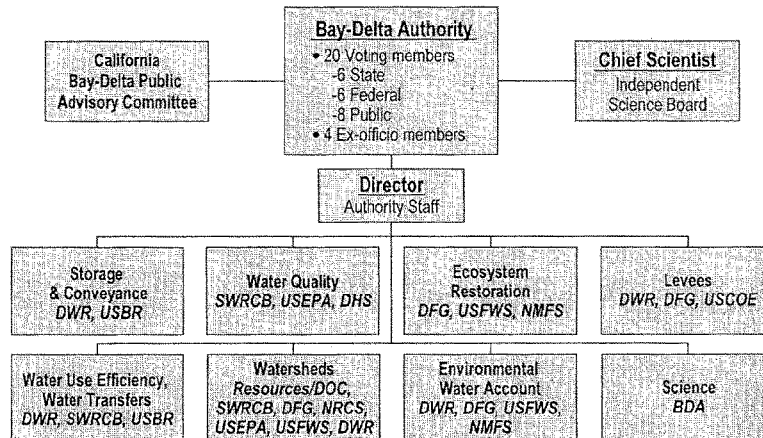 California
Bay-Delta Public
Advisory Committee
Bay-Delta Authority
• 20 Voting members
-6 State
-6 Federal
-8 Public
• 4 Ex-officio members
Chief Scientist
Independent
Science Board
Director
Authority Staff
Storage
& Conveyance
DWR, USBR
Water Quality
SWRCB, USEPA, DHS
Ecosystem
Restoration
DFG, USFWS, NMFS
Levees
DWR, DFG, USCOE
Water Use Efficiency,
Water Transfers
DWR, SWRCB, USBR
Watersheds
Resources/DOC,
SWRCB, DFG, NRCS,
USEPA, USFWS, DWR
Environmental
Water Account
DWR, DFG, USFWS,
NMFS
Science
BDA